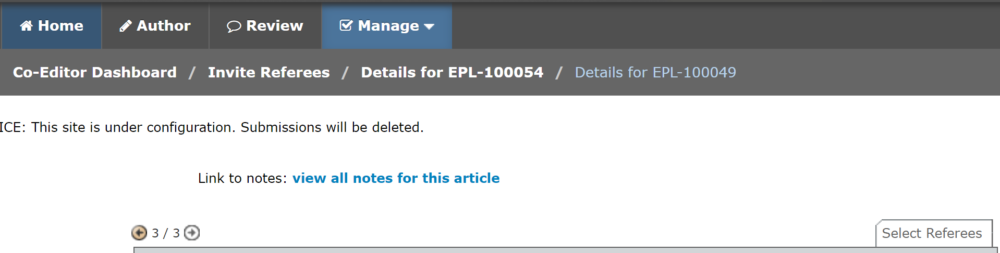 Home Author Review Manage
Co-Editor Dashboard / Invite Referees / Details for EPL-100054 / Details for EPL-100049
ICE: This site is under configuration. Submissions will be deleted.
Link to notes: view all notes for this article
3 / 3
Select Referees